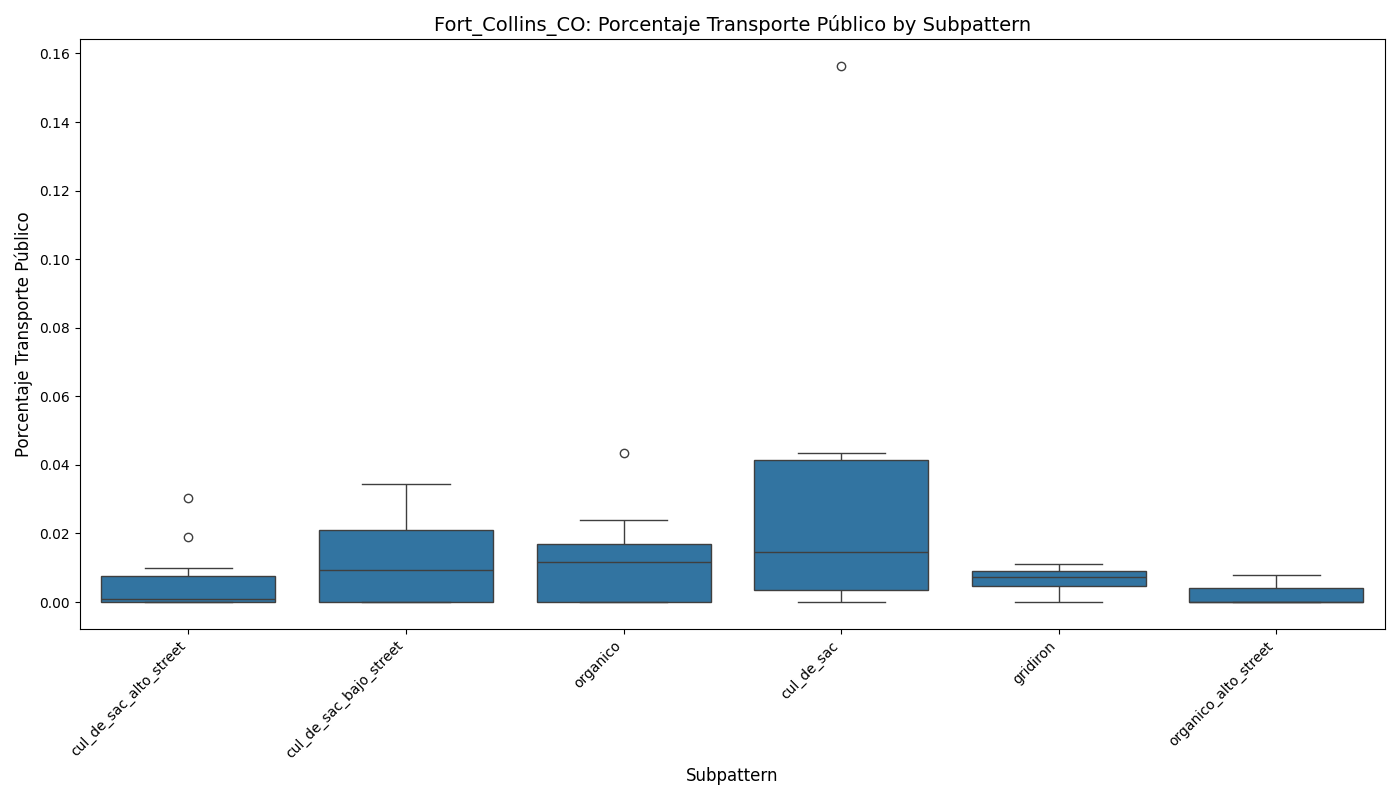 Fort_Collins_CO: Porcentaje Transporte Público by Subpattern
Porcentaje Transporte Público
0.16
0.14
0.12
0.10
0.08
0.06
0.04
0.02
0.00
cul_de_sac_alto_street
cul_de_sac_bajo_street
organico
cul_de_sac
gridiron
organico_alto_street
Subpattern